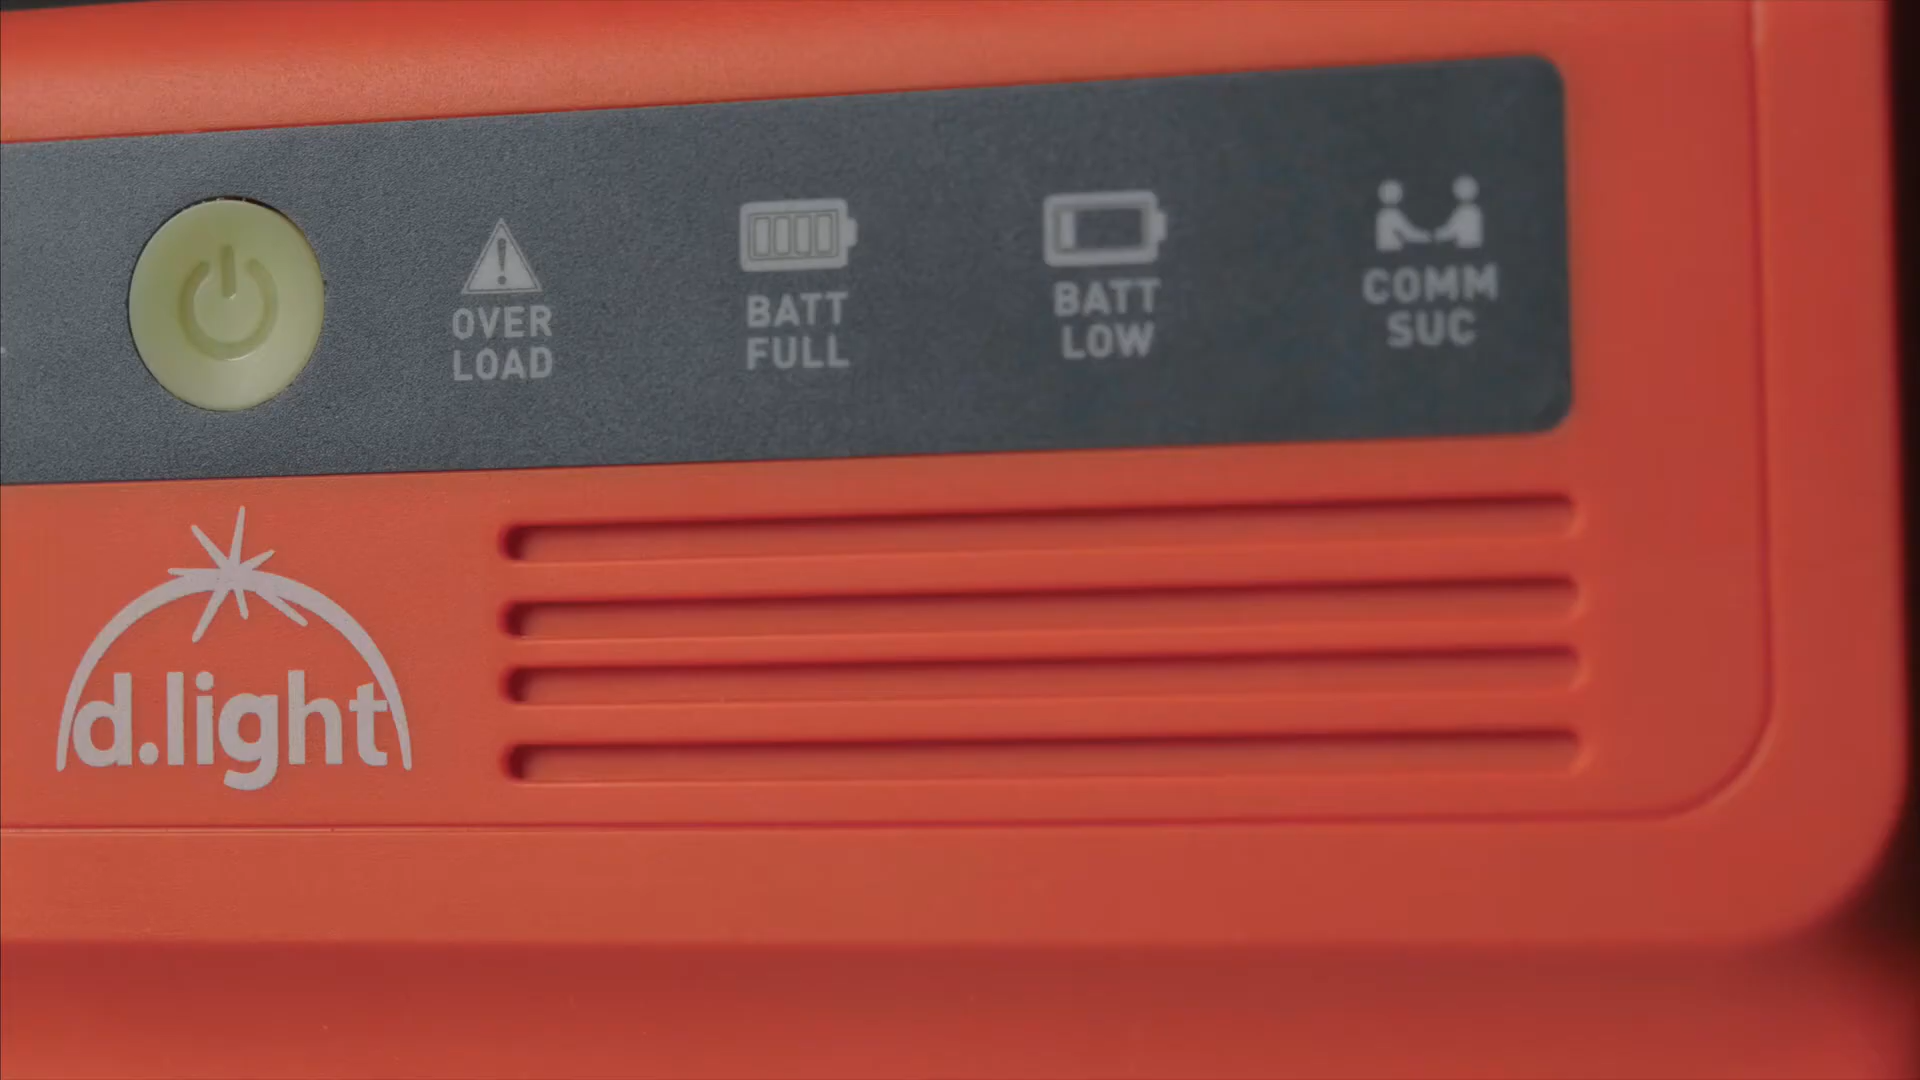 OVER
LOAD
BATT
FULL
BATT
LOW
COMM
SUC
d.light